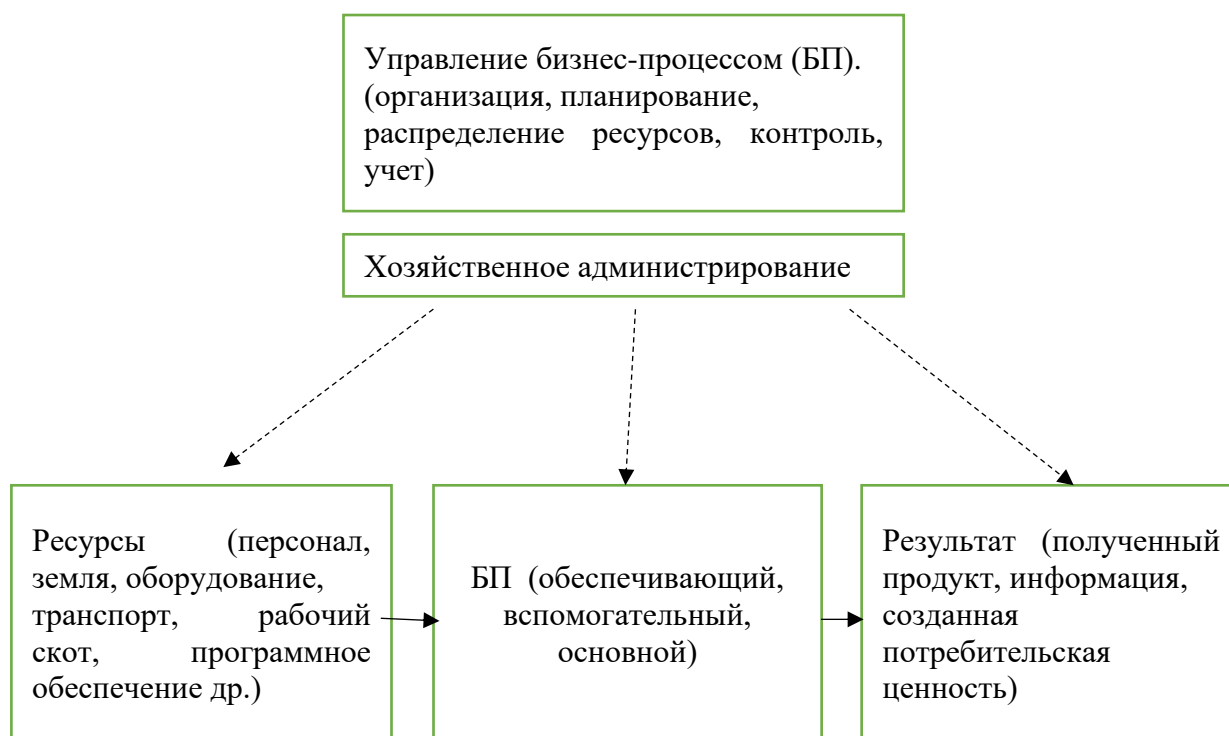 Управление бизнес-процессом (БП).
(организация, планирование,
распределение ресурсов, контроль,
учет)
Хозяйственное администрирование
Ресурсы (персонал,
земля, оборудование,
транспорт, рабочий
скот, программное
обеспечение др.)
БП (обеспечивающий,
вспомогательный,
основной)
Результат (полученный
продукт, информация,
созданная
потребительская
ценность)